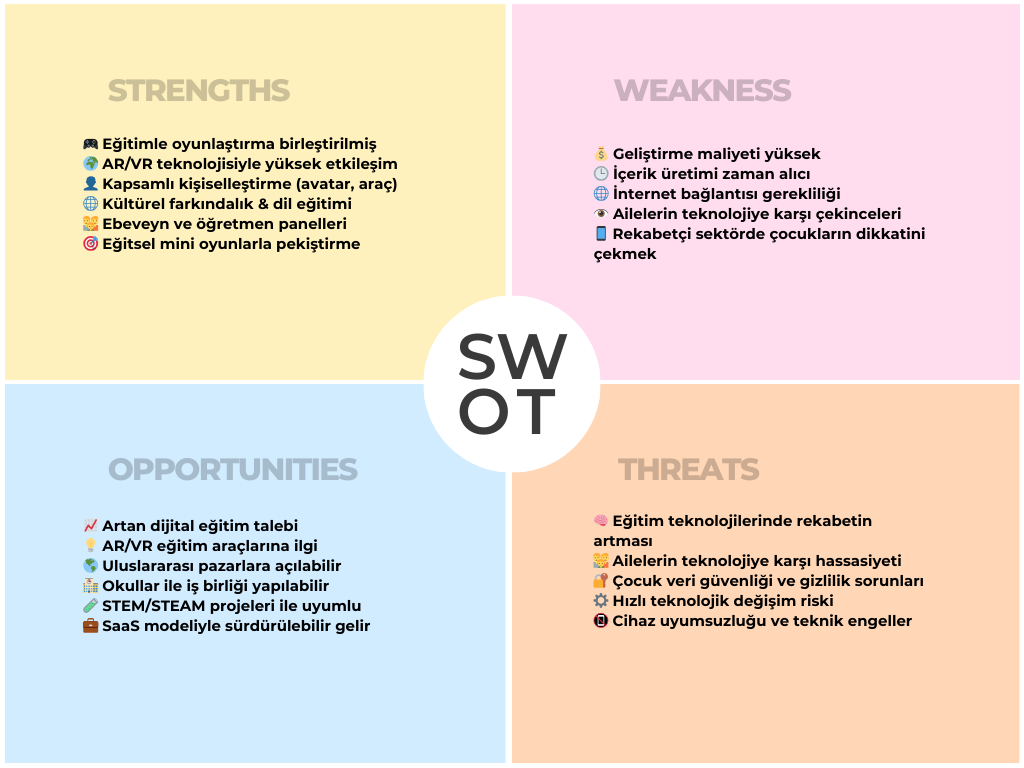 STRENGTHS
🎮 Eğitimle oyunlaştırma birleştirilmiş
🌍 AR/VR teknolojisiyle yüksek etkileşim
👤 Kapsamlı kişiselleştirme (avatar, araç)
🌐 Kültürel farkındalık & dil eğitimi
👪 Ebeveyn ve öğretmen panelleri
🎯 Eğitsel mini oyunlarla pekiştirme
WEAKNESS
💰 Geliştirme maliyeti yüksek
🕒 İçerik üretimi zaman alıcı
🌐 İnternet bağlantısı gerekliliği
👁️ Ailelerin teknolojiye karşı çekinceleri
📱 Rekabetçi sektörde çocukların dikkatini
çekmek
SW
OT
OPPORTUNITIES
📈 Artan dijital eğitim talebi
💡 AR/VR eğitim araçlarına ilgi
🌎 Uluslararası pazarlara açılabilir
🏫 Okullar ile iş birliği yapılabilir
🧪 STEM/STEAM projeleri ile uyumlu
💼 SaaS modeliyle sürdürülebilir gelir
THREATS
🧠 Eğitim teknolojilerinde rekabetin
artması
👪 Ailelerin teknolojiye karşı hassasiyeti
🔐 Çocuk veri güvenliği ve gizlilik sorunları
⚙️ Hızlı teknolojik değişim riski
📵 Cihaz uyumsuzluğu ve teknik engeller